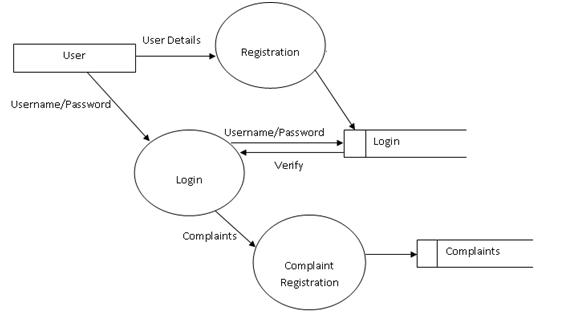 User Details
Registration
User
Username/Password
Username/Password
Login
Verify
Login
Complaints
Complaints
Complaint
Registration